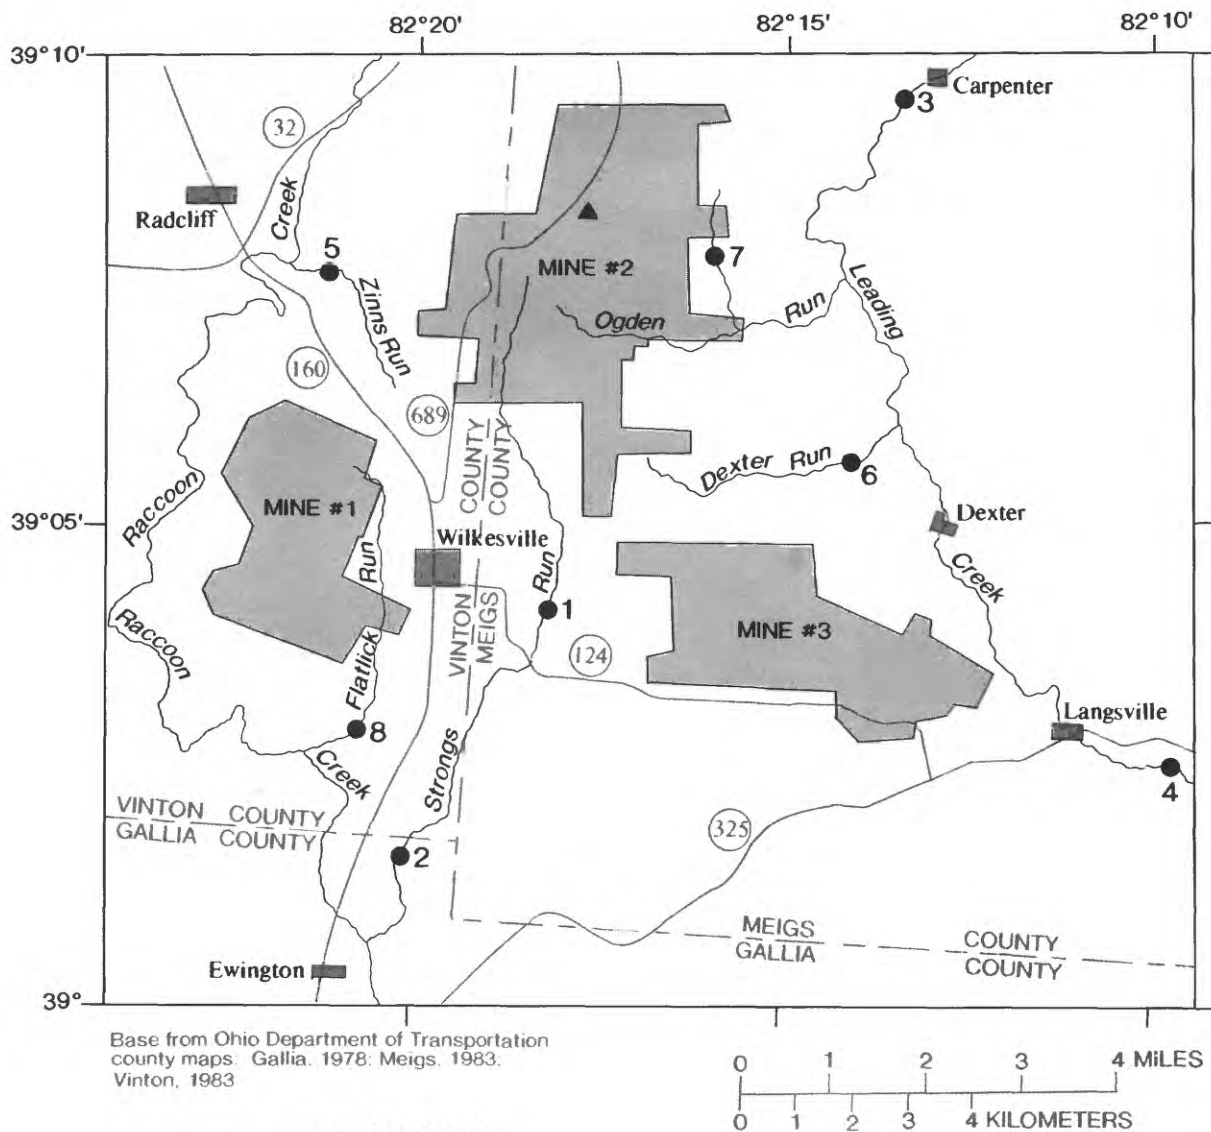 82°20' 82°15' 82°10'
39°10'
Carpenter
3
32
Radcliff
Creek
5
7
MINE #2
Zinns Run
Leading
Ogden Run
160
689
COUNTY
COUNTY
Dexter Run
6
Raccoon
MINE #1
39°05'
Dexter
Wilkesville
Run
Run
Creek
1
VINTON
MEIGS
MINE #3
Raccoon
124
Flatlick
Langsville
8
Strongs
Creek
4
VINTON COUNTY
GALLIA COUNTY
325
2
MEIGS COUNTY
GALLIA COUNTY
Ewington
39°
Base from Ohio Department of Transportation
county maps: Gallia, 1978; Meigs, 1983;
Vinton, 1983
0 1 2 3 4 MILES
0 1 2 3 4 KILOMETERS